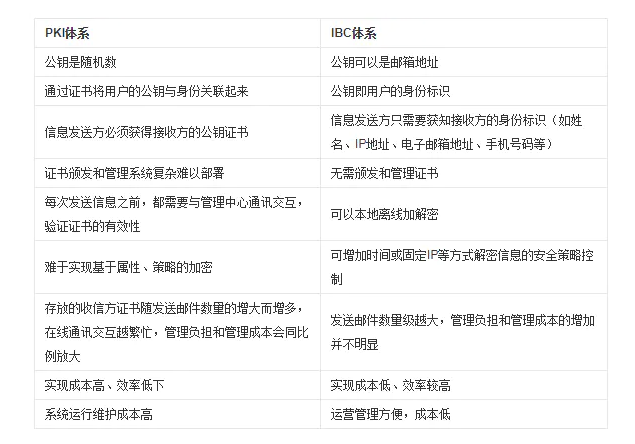 PKI体系
IBC体系
公钥是随机数
公钥可以是邮箱地址
通过证书将用户的公钥与身份关联起来
公钥即用户的身份标识
信息发送方必须获得接收方的公钥证书
信息发送方只需要获知接收方的身份标识（如姓
名、IP地址、电子邮箱地址、手机号码等）
证书颁发和管理系统复杂难以部署
无需颁发和管理证书
每次发送信息之前，都需要与管理中心通讯交互，
验证证书的有效性
可以本地离线加解密
难于实现基于属性、策略的加密
可增加时间或固定IP等方式解密信息的安全策略控
制
存放的收信方证书随发送邮件数量的增大而增多，
在线通讯交互越繁忙，管理负担和管理成本会同比
例放大
发送邮件数量级越大，管理负担和管理成本的增加
并不明显
实现成本高、效率低下
实现成本低、效率较高
系统运行维护成本高
运营管理方便，成本低